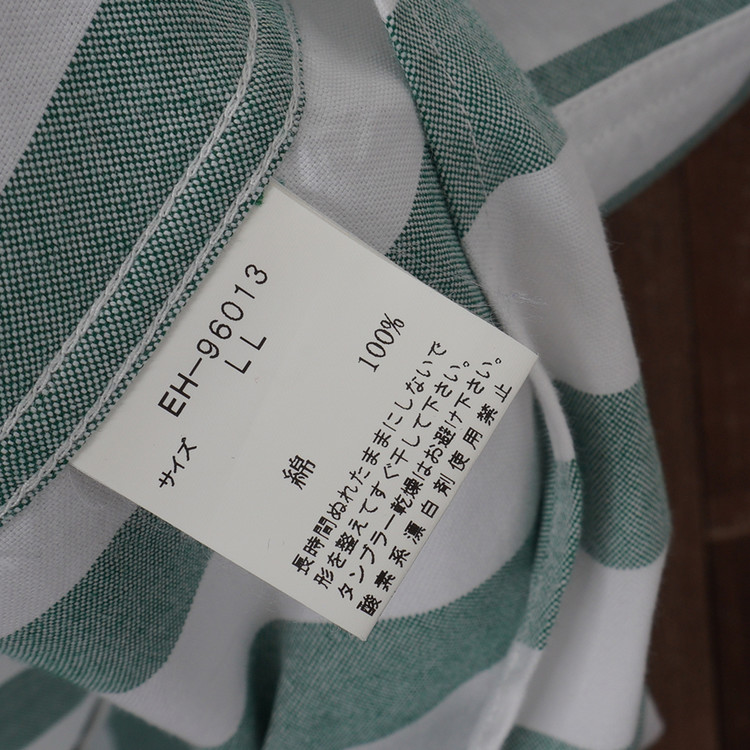 EH-96013
サイズ LL
綿 100%
長時間ぬれたままにしないで
形を整えてすぐ干して下さい。
タンブラー乾燥はお避け下さい。
酸素系漂白剤使用禁止